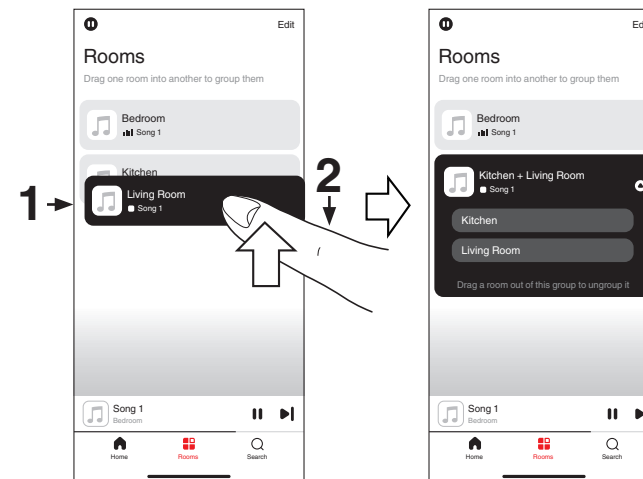 Edit
Rooms
Drag one room into another to group them
Bedroom
Song 1
Kitchen
Living Room
Song 1
1
2
Song 1
Bedroom
Home
Rooms
Search
Ed
Rooms
Drag one room into another to group them
Bedroom
Song 1
Kitchen + Living Room
Song 1
Kitchen
Living Room
Drag a room out of this group to ungroup it
Song 1
Bedroom
Home
Rooms
Search